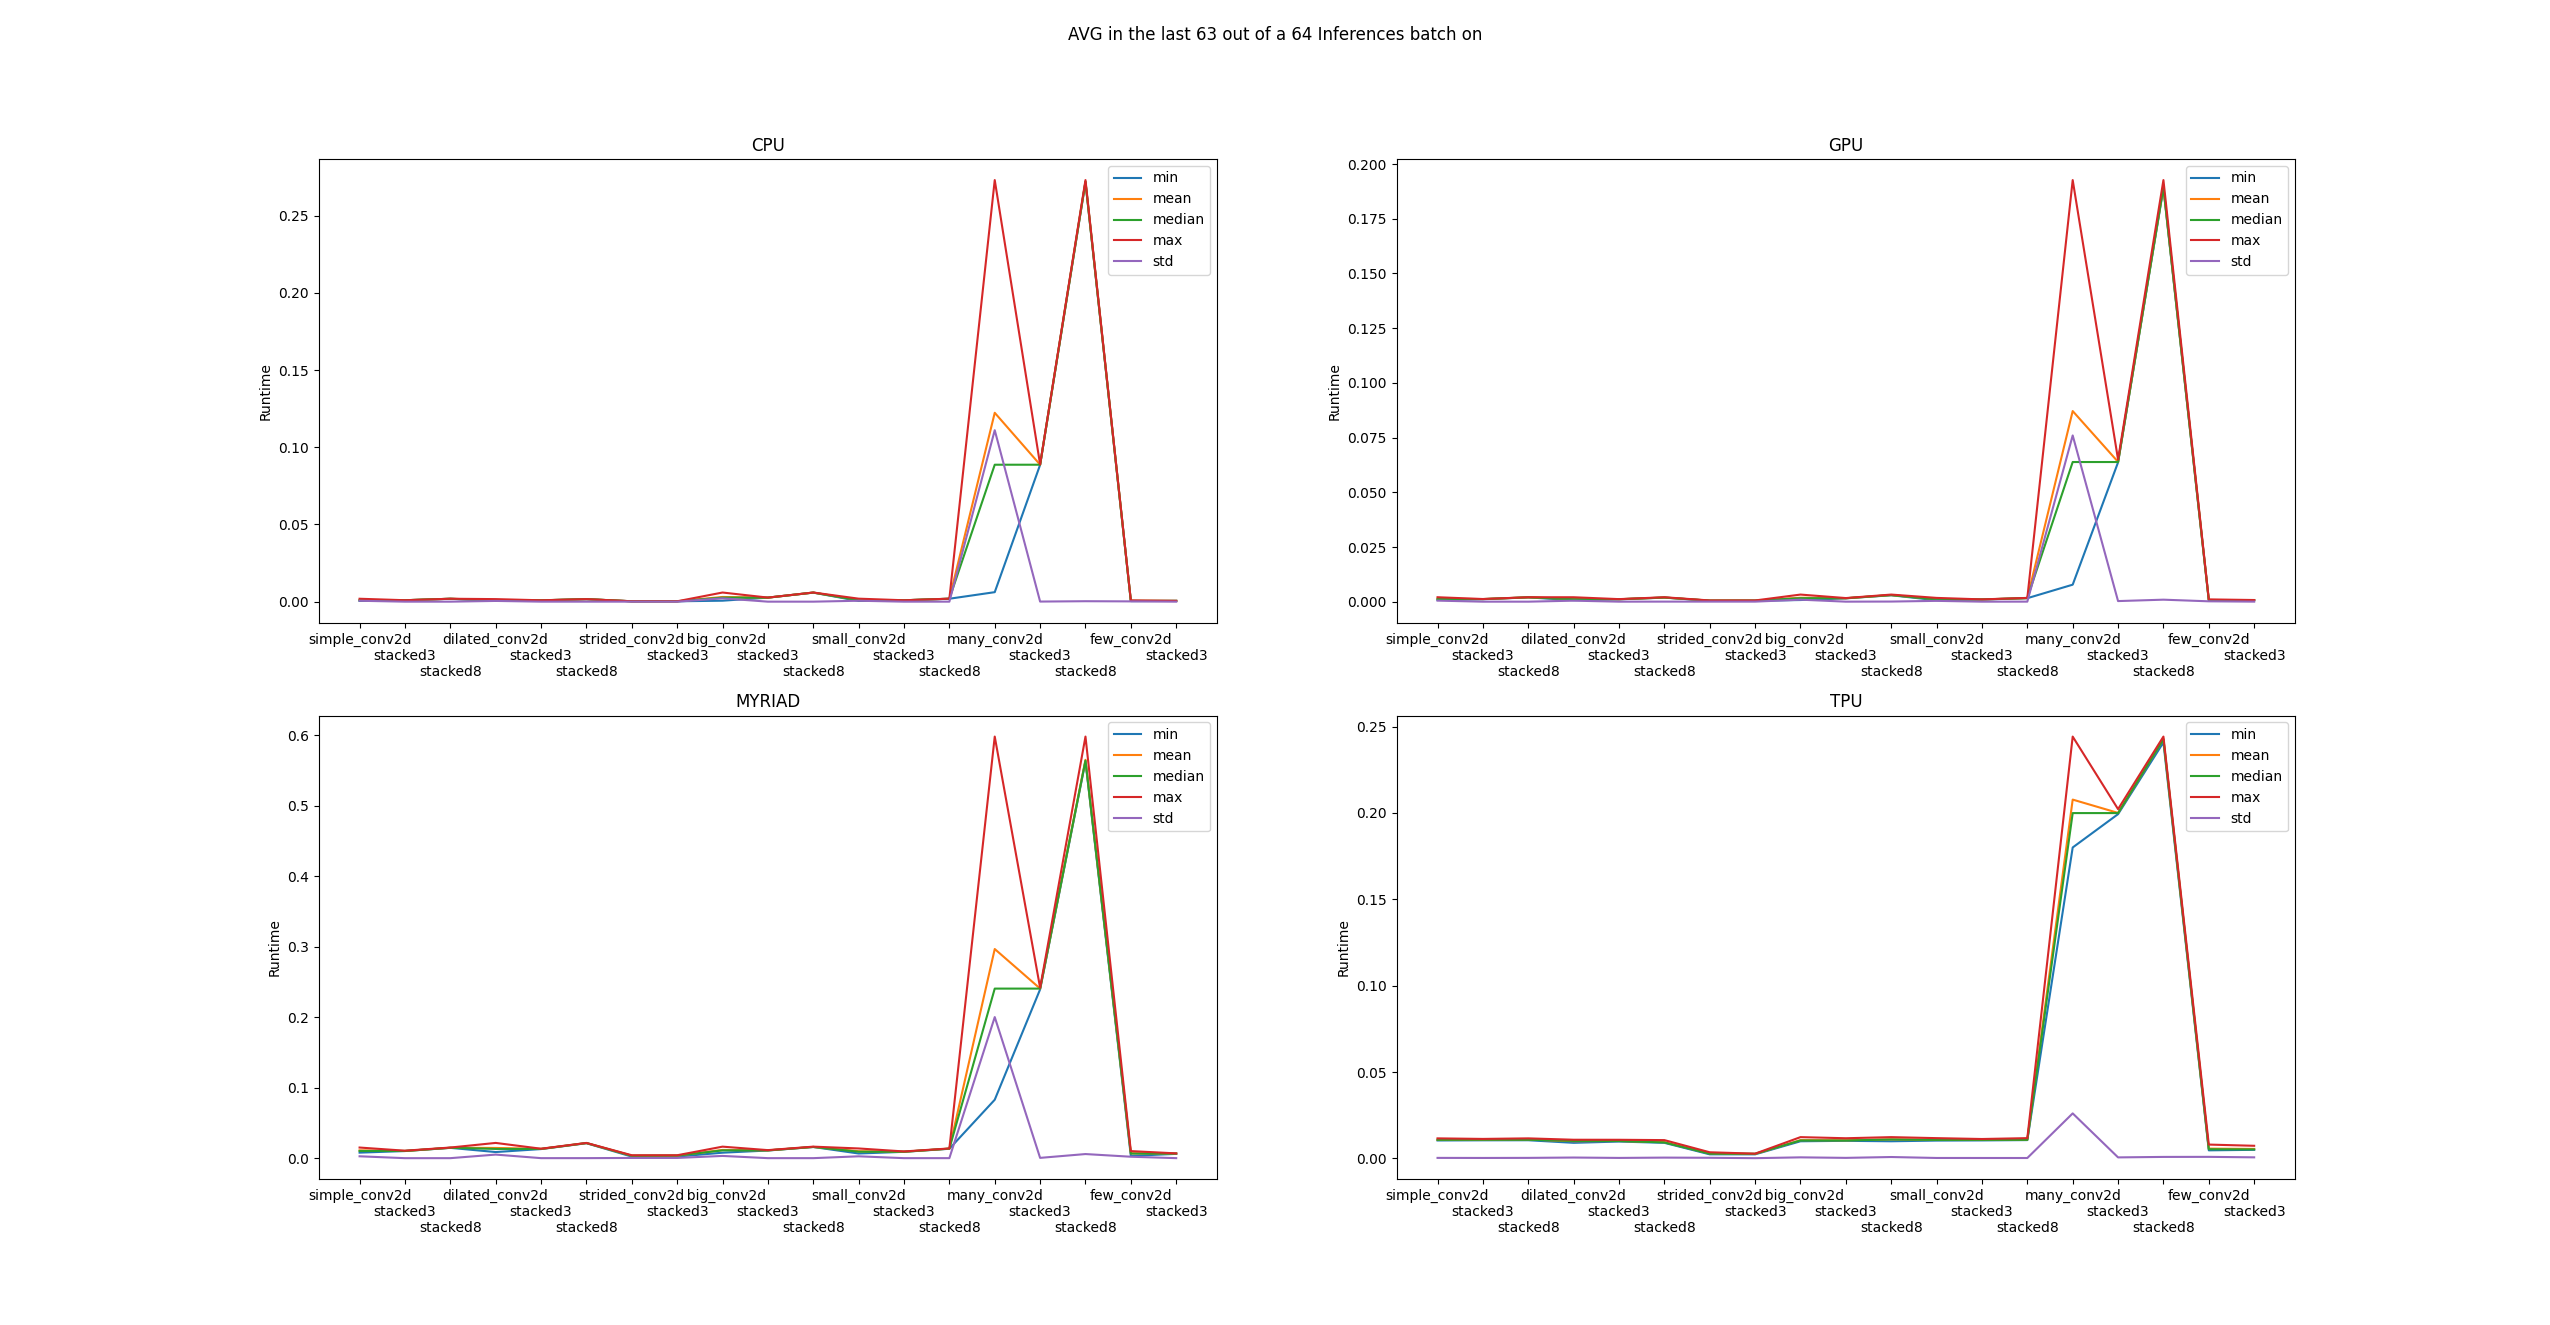 AVG in the last 63 out of a 64 Inferences batch on
CPU
Runtime
0.25
0.20
0.15
0.10
0.05
0.00
min
mean
median
max
std
simple_conv2d dilated_conv2d strided_conv2d big_conv2d small_conv2d many_conv2d few_conv2d
stacked3 stacked3 stacked3 stacked3 stacked3 stacked3 stacked3
stacked8 stacked8 stacked8 stacked8 stacked8
GPU
Runtime
0.200
0.175
0.150
0.125
0.100
0.075
0.050
0.025
0.000
min
mean
median
max
std
simple_conv2d dilated_conv2d strided_conv2d big_conv2d small_conv2d many_conv2d few_conv2d
stacked3 stacked3 stacked3 stacked3 stacked3 stacked3 stacked3
stacked8 stacked8 stacked8 stacked8 stacked8
MYRIAD
Runtime
0.6
0.5
0.4
0.3
0.2
0.1
0.0
min
mean
median
max
std
simple_conv2d dilated_conv2d strided_conv2d big_conv2d small_conv2d many_conv2d few_conv2d
stacked3 stacked3 stacked3 stacked3 stacked3 stacked3 stacked3
stacked8 stacked8 stacked8 stacked8 stacked8
TPU
Runtime
0.25
0.20
0.15
0.10
0.05
0.00
min
mean
median
max
std
simple_conv2d dilated_conv2d strided_conv2d big_conv2d small_conv2d many_conv2d few_conv2d
stacked3 stacked3 stacked3 stacked3 stacked3 stacked3 stacked3
stacked8 stacked8 stacked8 stacked8 stacked8